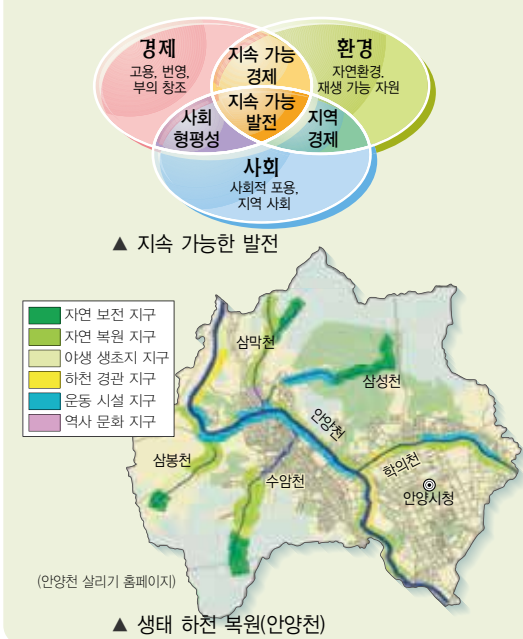 경제
고용, 번영,
부의 창조
지속 가능
경제
환경
자연환경,
재생 가능 자원
사회
형평성
지속 가능
발전
지역
경제
사회
사회적 포용,
지역 사회
▲ 지속 가능한 발전
자연 보전 지구
자연 복원 지구
야생 생초지 지구
하천 경관 지구
운동 시설 지구
역사 문화 지구
삼막천
삼성천
안양천
삼봉천
수암천
학의천
안양시청
(안양천 살리기 홈페이지)
▲ 생태 하천 복원(안양천)